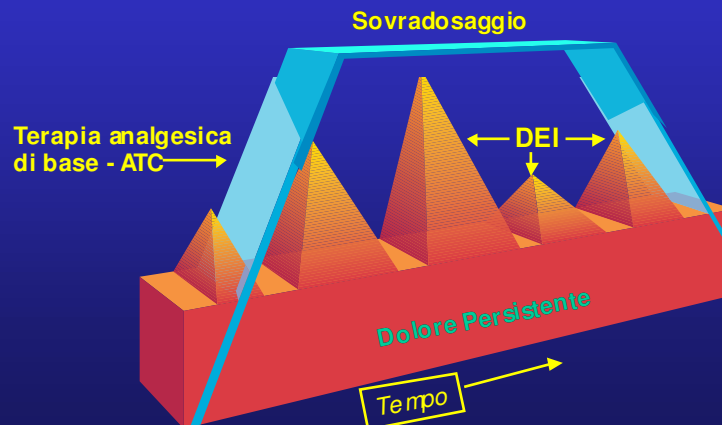 Sovradosaggio
Terapia analgesica
di base - ATC
DEI
Dolore Persistente
Tempo